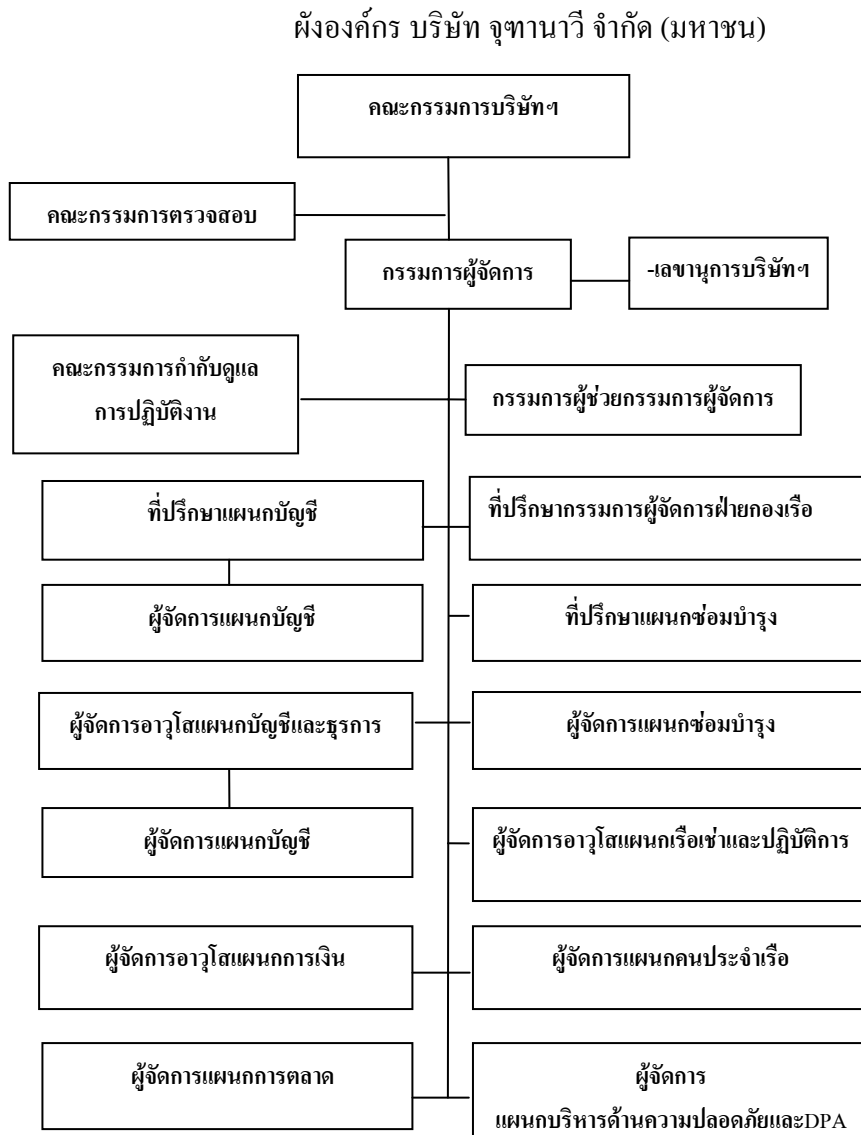 ผังองค์กร บริษัท จุฑานาวี จำกัด (มหาชน)
คณะกรรมการบริษัทฯ
คณะกรรมการตรวจสอบ
กรรมการผู้จัดการ
-เลขานุการบริษัทฯ
คณะกรรมการกำกับดูแล
การปฏิบัติงาน
กรรมการผู้ช่วยกรรมการผู้จัดการ
ที่ปรึกษาแผนกบัญชี
ที่ปรึกษากรรมการผู้จัดการฝ่ายกองเรือ
ผู้จัดการแผนกบัญชี
ที่ปรึกษาแผนกซ่อมบำรุง
ผู้จัดการอาวุโสแผนกบัญชีและธุรการ
ผู้จัดการแผนกซ่อมบำรุง
ผู้จัดการแผนกบัญชี
ผู้จัดการอาวุโสแผนกเรือเช่าและปฏิบัติการ
ผู้จัดการอาวุโสแผนกการเงิน
ผู้จัดการแผนกคนประจำเรือ
ผู้จัดการแผนกการตลาด
ผู้จัดการ
แผนกบริหารด้านความปลอดภัยและDPA